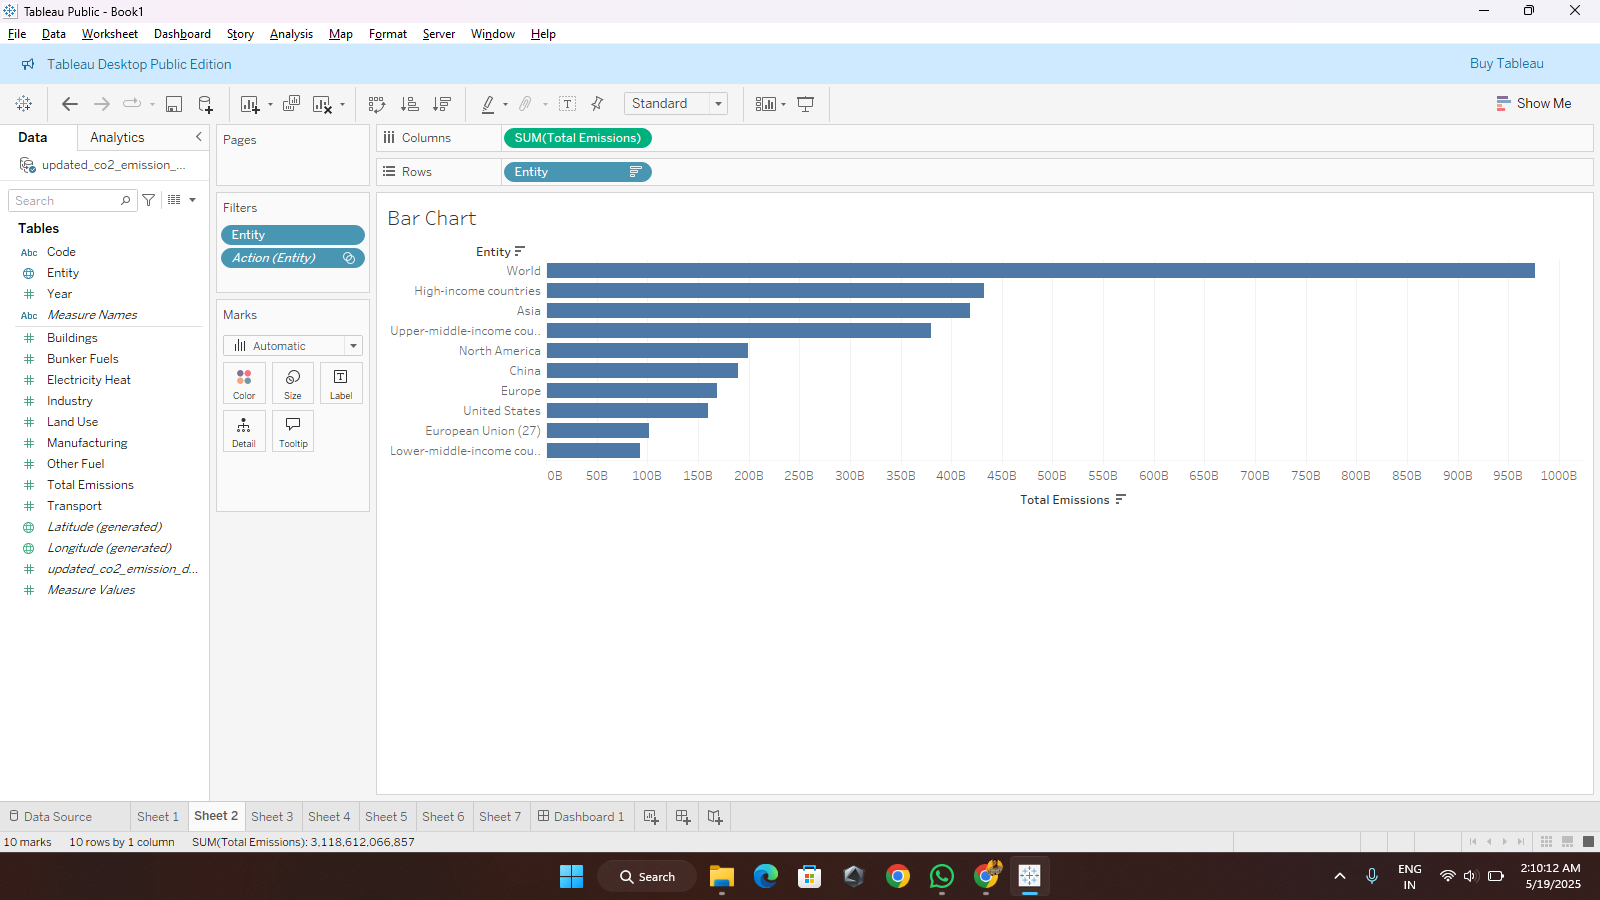 Tableau Public - Book1
File Data Worksheet Dashboard Story Analysis Map Format Server Window Help
Tableau Desktop Public Edition
Buy Tableau
Standard
Show Me
Data
Analytics
updated_co2_emission_...
Search
Tables
Abc Code
Entity
Year
Abc Measure Names
Buildings
Bunker Fuels
Electricity Heat
Industry
Land Use
Manufacturing
Other Fuel
Total Emissions
Transport
Latitude (generated)
Longitude (generated)
updated_co2_emission_d...
Measure Values
Pages
Filters
Entity
Action (Entity)
Marks
Automatic
Color
Size
Label
Detail
Tooltip
Columns
SUM(Total Emissions)
Rows
Entity
Bar Chart
Entity
World
High-income countries
Asia
Upper-middle-income cou..
North America
China
Europe
United States
European Union (27)
Lower-middle-income cou..
0B 50B 100B 150B 200B 250B 300B 350B 400B 450B 500B 550B 600B 650B 700B 750B 800B 850B 900B 950B 1000B
Total Emissions
Data Source
Sheet 1
Sheet 2
Sheet 3
Sheet 4
Sheet 5
Sheet 6
Sheet 7
Dashboard 1
10 marks
10 rows by 1 column
SUM(Total Emissions): 3,118,612,066,857
Search
ENG
IN
2:10:12 AM
5/19/2025